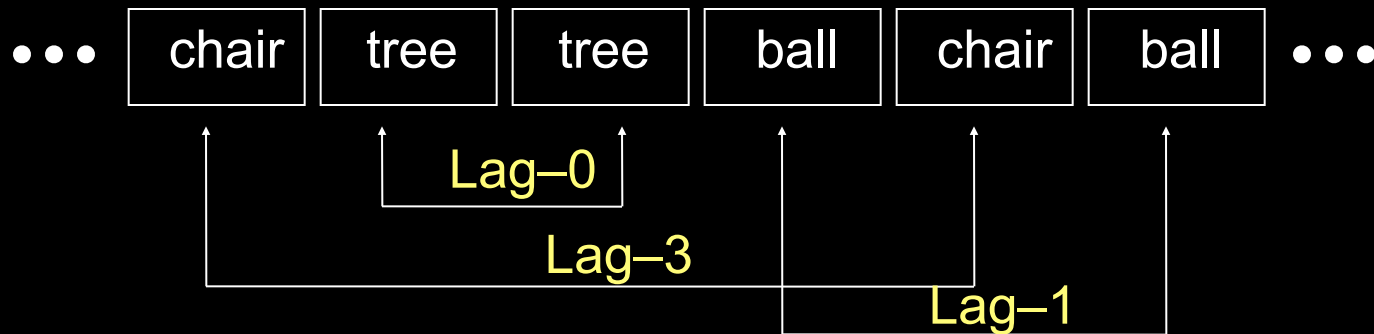 ••• chair tree tree ball chair ball •••
Lag–0
Lag–3
Lag–1